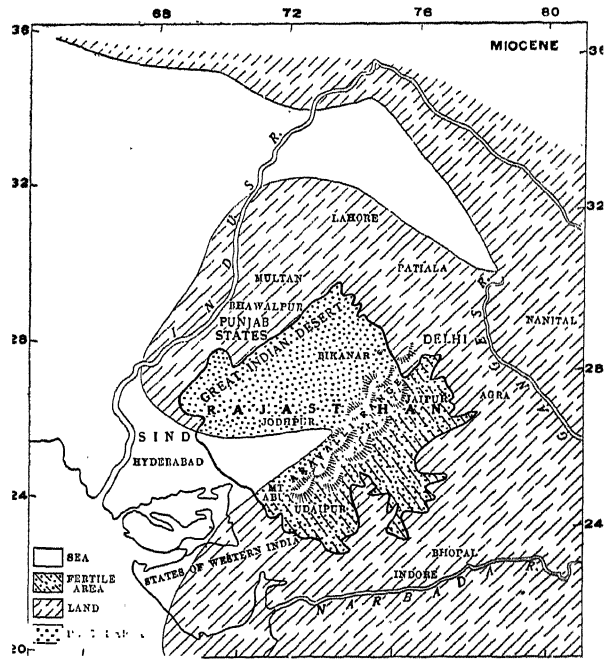 68 72 76 80
MIOCENE
36 36
32 32
28
24 24
20
INDUS R.
LAHORE
PATIALA
MULTAN
BHAWALPUR
PUNJAB
STATES
GREAT INDIAN DESERT
BIKANAR
DELHI
NANITAL
GANGES R.
AGRA
JAIPUR
RAJASTHAN
JODHPUR
SIND
HYDERABAD
MT.
ABU
UDAIPUR
STATES OF WESTERN INDIA
BHOPAL
INDORE
NARBADA R.
SEA
FERTILE
AREA
LAND